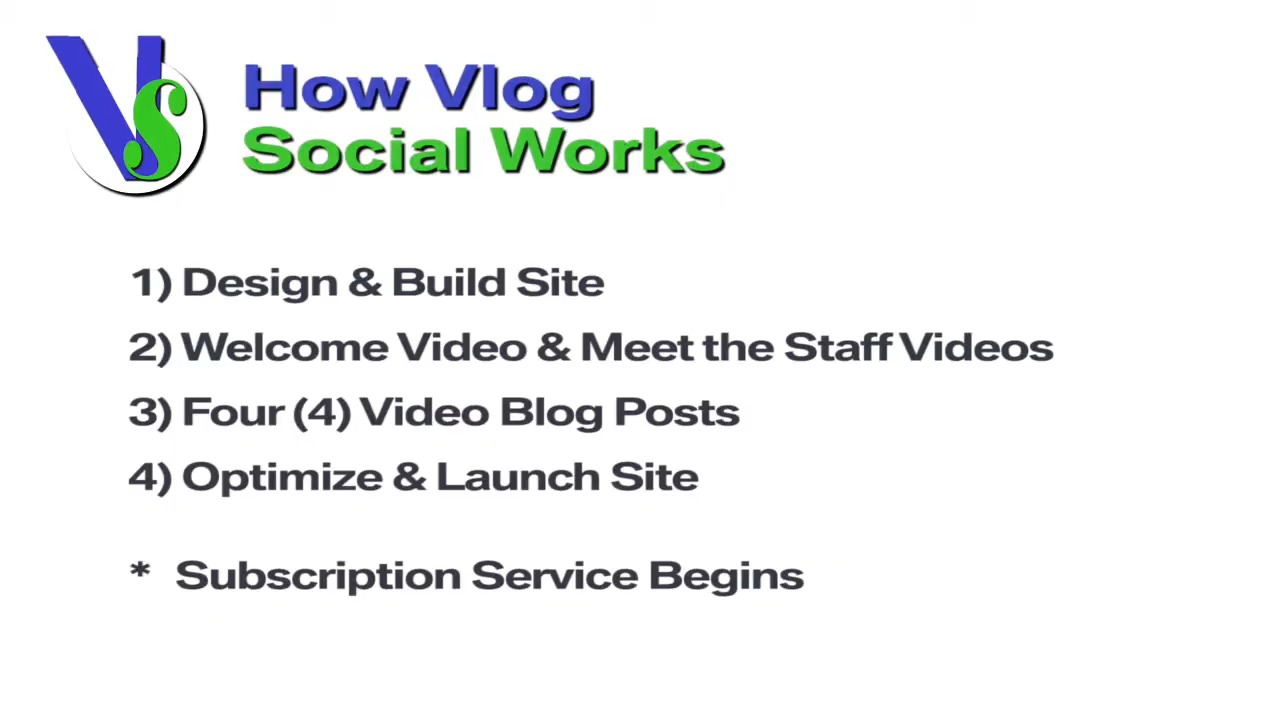 VS
How Vlog
Social Works
1) Design & Build Site
2) Welcome Video & Meet the Staff Videos
3) Four (4) Video Blog Posts
4) Optimize & Launch Site
* Subscription Service Begins